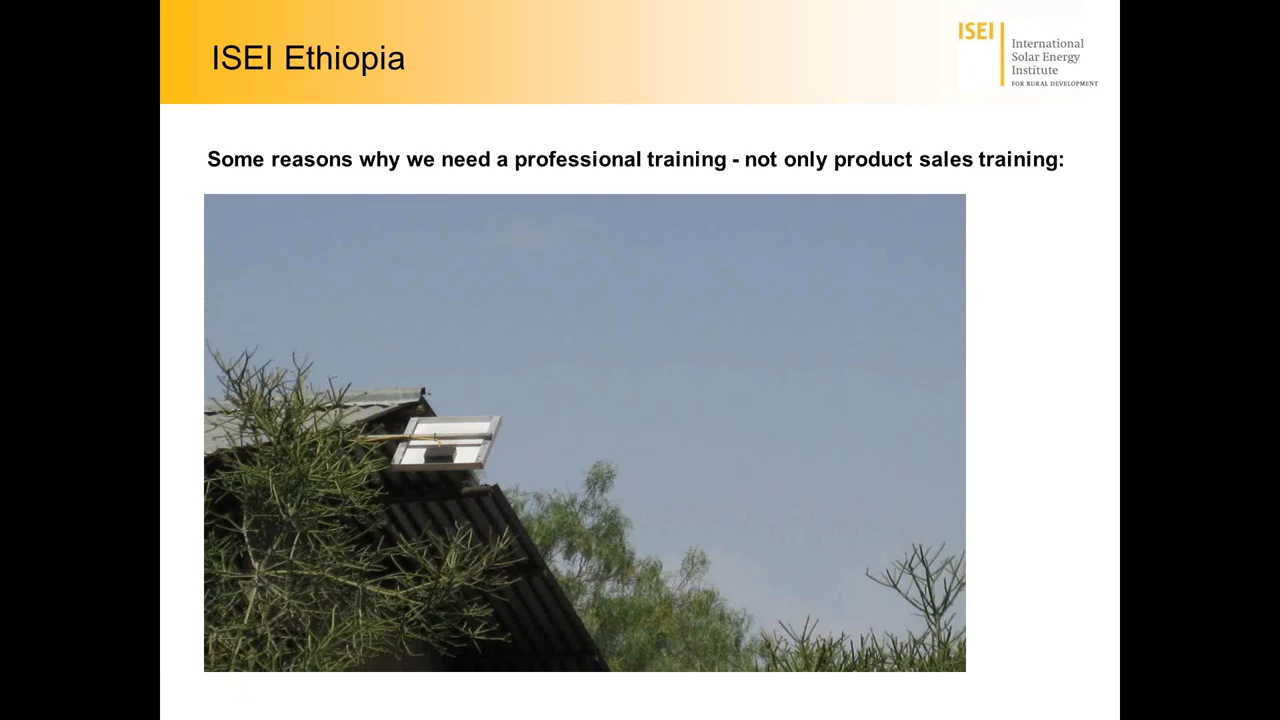 ISEI Ethiopia
ISEI
International
Solar Energy
Institute
FOR RURAL DEVELOPMENT
Some reasons why we need a professional training - not only product sales training: